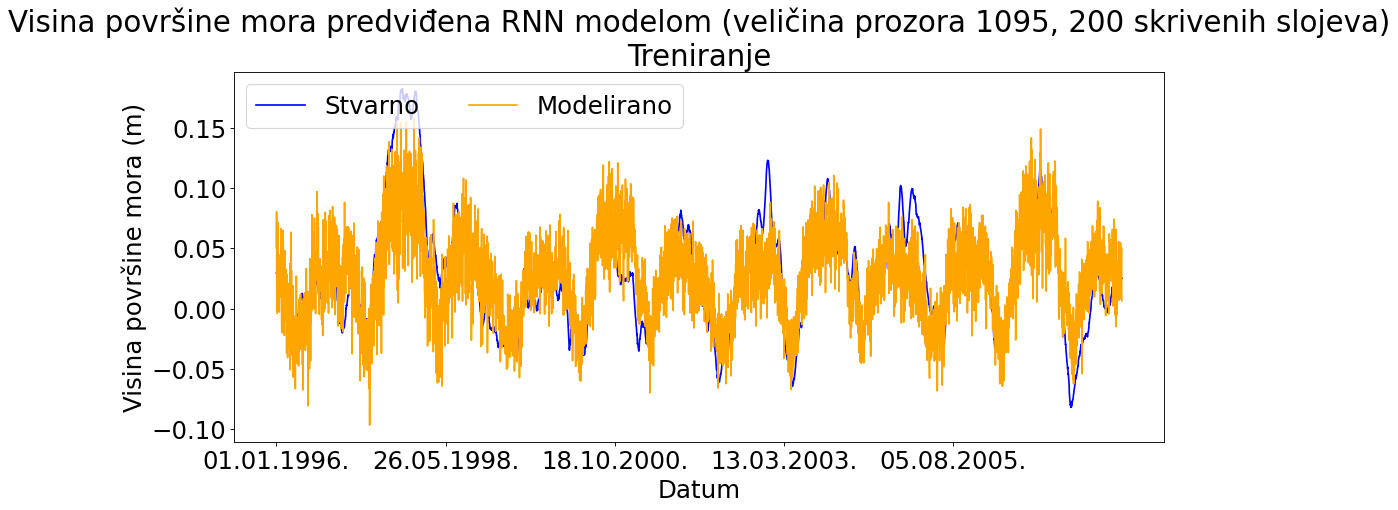 Visina površine mora predviđena RNN modelom (veličina prozora 1095, 200 skrivenih slojeva)
Treniranje
Stvarno Modelirano
Visina površine mora (m)
0.15
0.10
0.05
0.00
−0.05
−0.10
01.01.1996. 26.05.1998. 18.10.2000. 13.03.2003. 05.08.2005.
Datum